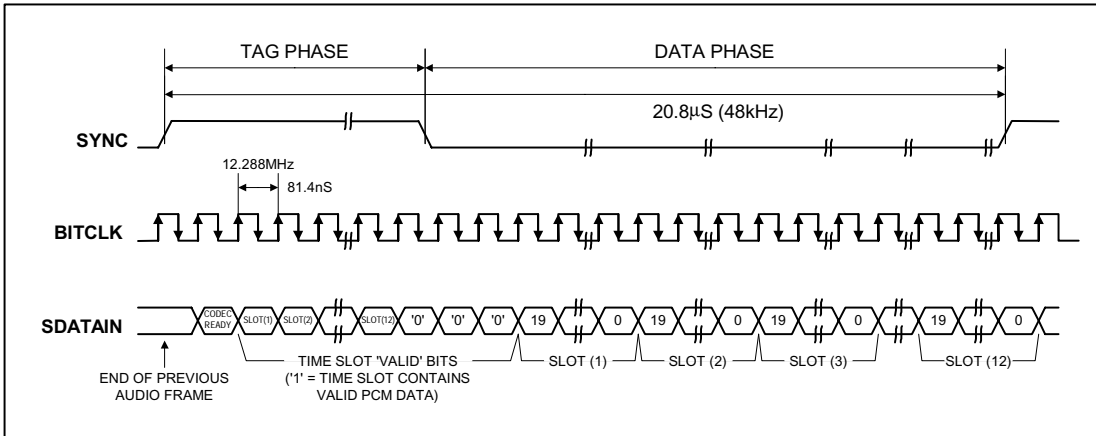 TAG PHASE
DATA PHASE
20.8µS (48kHz)
SYNC
12.288MHz
81.4nS
BITCLK
SDATAIN
CODEC
READY
SLOT(1)
SLOT(2)
SLOT(12)
'0'
'0'
'0'
19
0
19
0
19
0
19
0
END OF PREVIOUS
AUDIO FRAME
TIME SLOT 'VALID' BITS
('1' = TIME SLOT CONTAINS
VALID PCM DATA)
SLOT (1)
SLOT (2)
SLOT (3)
SLOT (12)